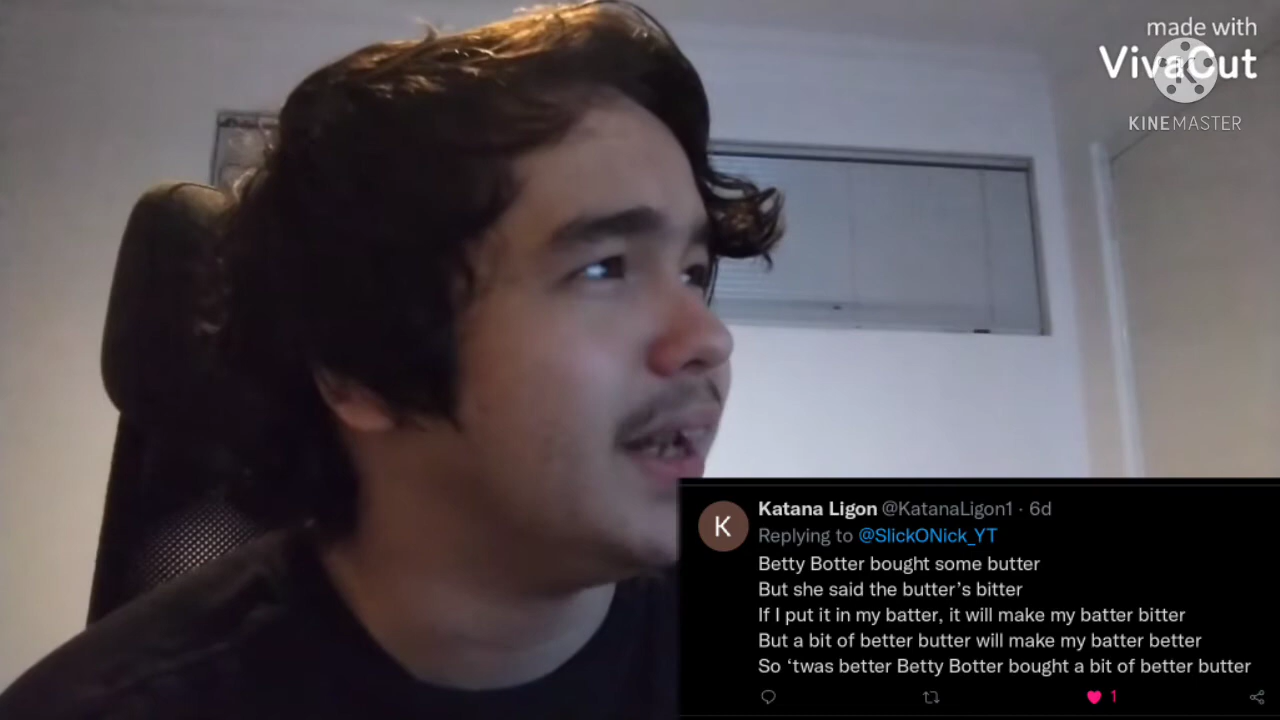 made with
VivaCut
KINEMASTER
Katana Ligon @KatanaLigon1 · 6d
Replying to @SlickONick_YT
K
Betty Botter bought some butter
But she said the butter’s bitter
If I put it in my batter, it will make my batter bitter
But a bit of better butter will make my batter better
So ‘twas better Betty Botter bought a bit of better butter
1